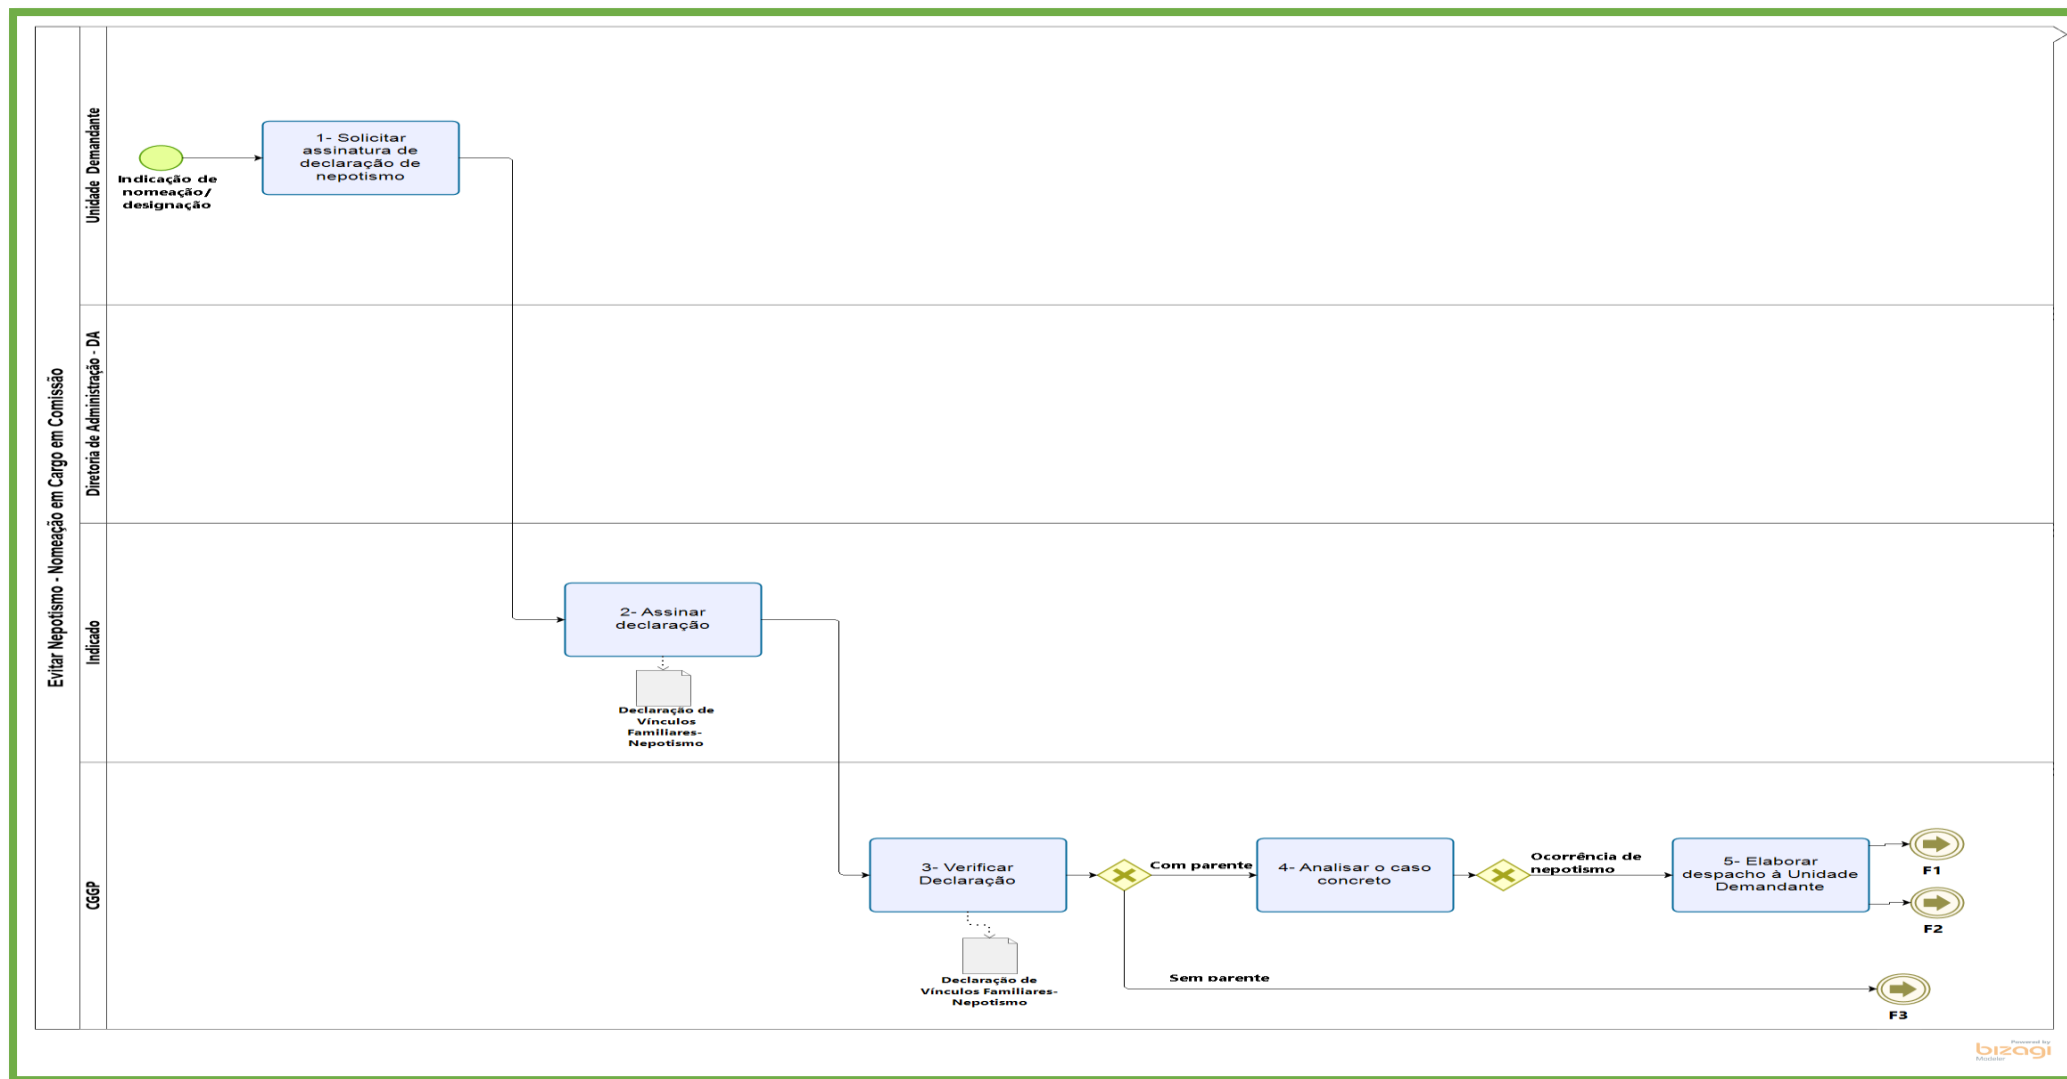 Evitar Nepotismo - Nomeação em Cargo em Comissão
Unidade Demandante
Indicação de
nomeação/
designação
1- Solicitar
assinatura de
declaração de
nepotismo
Diretoria de Administração - DA
Indicado
2- Assinar
declaração
Declaração de
Vínculos
Familiares-
Nepotismo
CGGP
3- Verificar
Declaração
Declaração de
Vínculos Familiares-
Nepotismo
Com parente
4- Analisar o caso
concreto
Ocorrência de
nepotismo
5- Elaborar
despacho à Unidade
Demandante
F1
F2
Sem parente
F3
Powered by
bizagi
Modeler